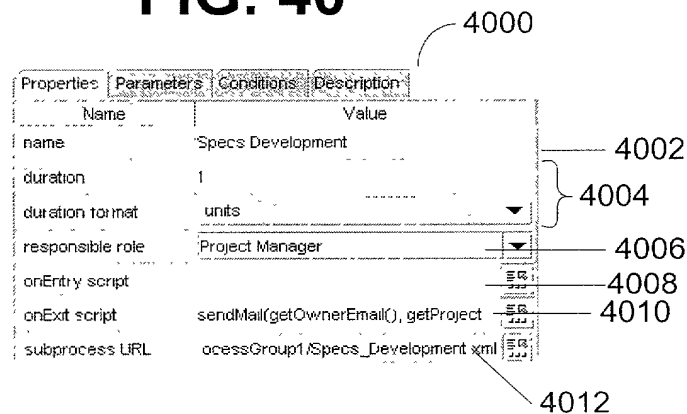 FIG. 40
4000
Properties Parameters Conditions Description
Name Value
name Specs Development 4002
duration 1 4004
duration format units
responsible role Project Manager 4006
onEntry script 4008
onExit script sendMail(getOwnerEmail(), getProject 4010
subprocess URL ocessGroup1/Specs_Development xml
4012